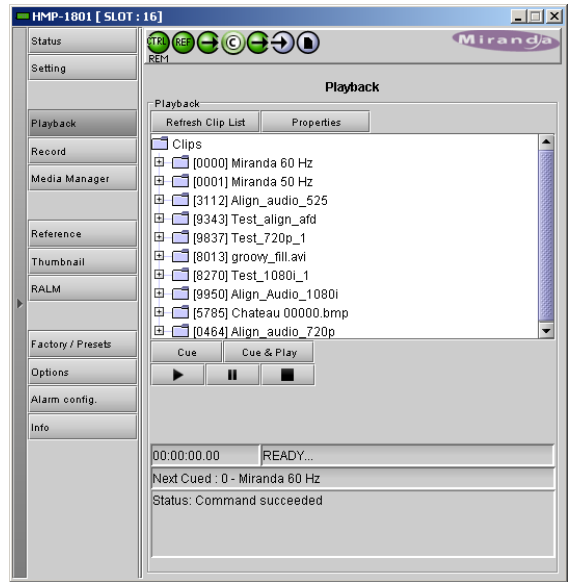 HMP-1801 [ SLOT : 16]
Status
Setting
Playback
Record
Media Manager
Reference
Thumbnail
RALM
Factory / Presets
Options
Alarm config.
Info
CTRL REF C
REM
Miranda
Playback
Playback
Refresh Clip List Properties
Clips
[0000] Miranda 60 Hz
[0001] Miranda 50 Hz
[3112] Align_audio_525
[9343] Test_align_afd
[9837] Test_720p_1
[8013] groovy_fill.avi
[8270] Test_1080i_1
[9950] Align_Audio_1080i
[5785] Chateau 00000.bmp
[0464] Align_audio_720p
Cue Cue & Play
00:00:00.00 READY...
Next Cued : 0 - Miranda 60 Hz
Status: Command succeeded